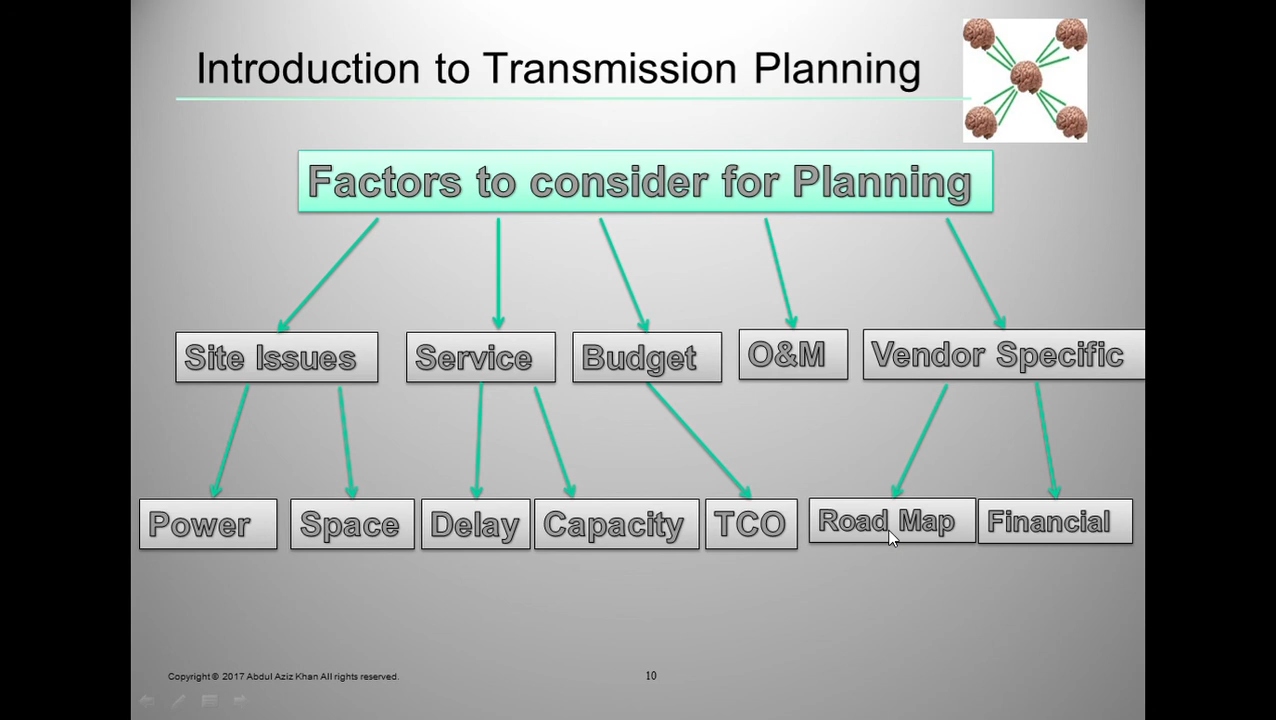 Introduction to Transmission Planning
Factors to consider for Planning
Site Issues
Service
Budget
O&M
Vendor Specific
Power
Space
Delay
Capacity
TCO
Road Map
Financial
Copyright © 2017 Abdul Aziz Khan All rights reserved.
10